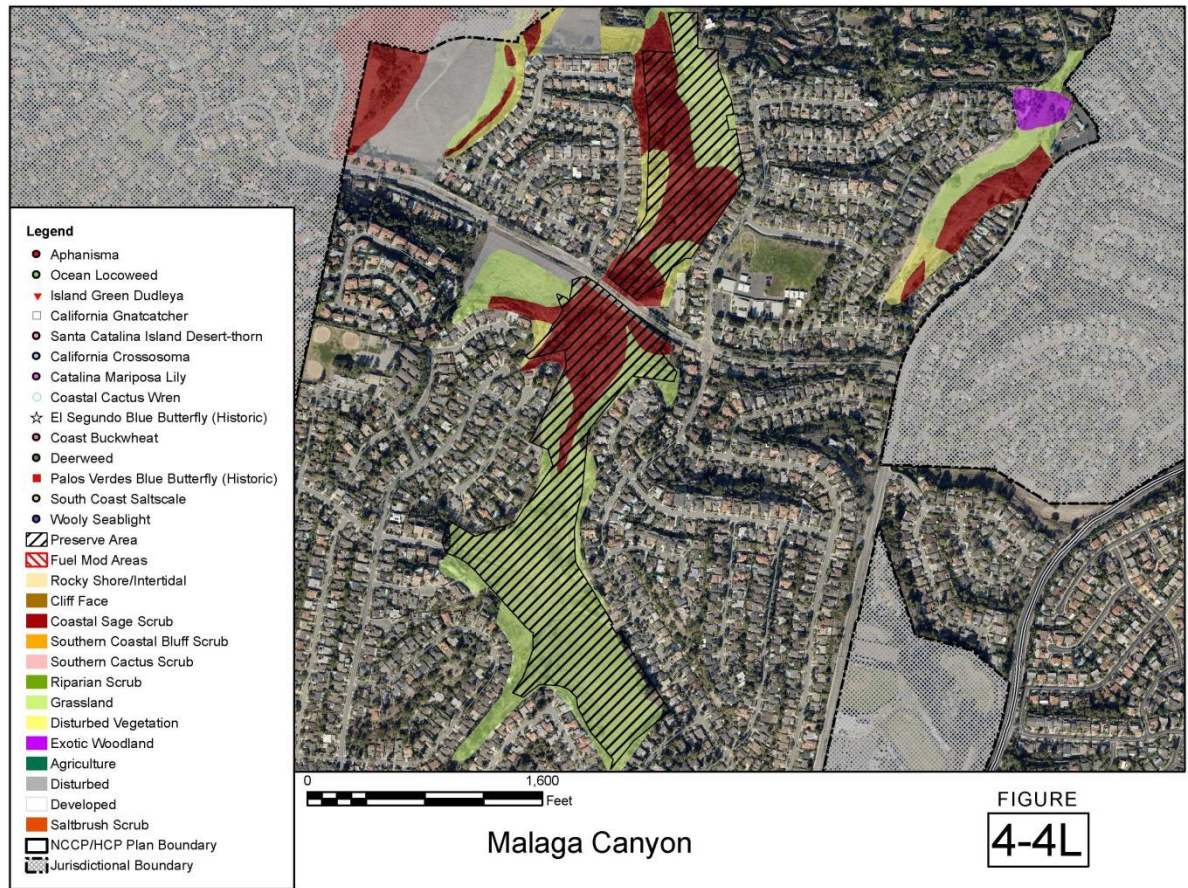 Legend
Aphanisma
Ocean Locoweed
Island Green Dudleya
California Gnatcatcher
Santa Catalina Island Desert-thorn
California Crossosoma
Catalina Mariposa Lily
Coastal Cactus Wren
El Segundo Blue Butterfly (Historic)
Coast Buckwheat
Deerweed
Palos Verdes Blue Butterfly (Historic)
South Coast Saltscale
Wooly Seablight
Preserve Area
Fuel Mod Areas
Rocky Shore/Intertidal
Cliff Face
Coastal Sage Scrub
Southern Coastal Bluff Scrub
Southern Cactus Scrub
Riparian Scrub
Grassland
Disturbed Vegetation
Exotic Woodland
Agriculture
Disturbed
Developed
Saltbrush Scrub
NCCP/HCP Plan Boundary
Jurisdictional Boundary
0 1,600
Feet
Malaga Canyon
FIGURE
4-4L